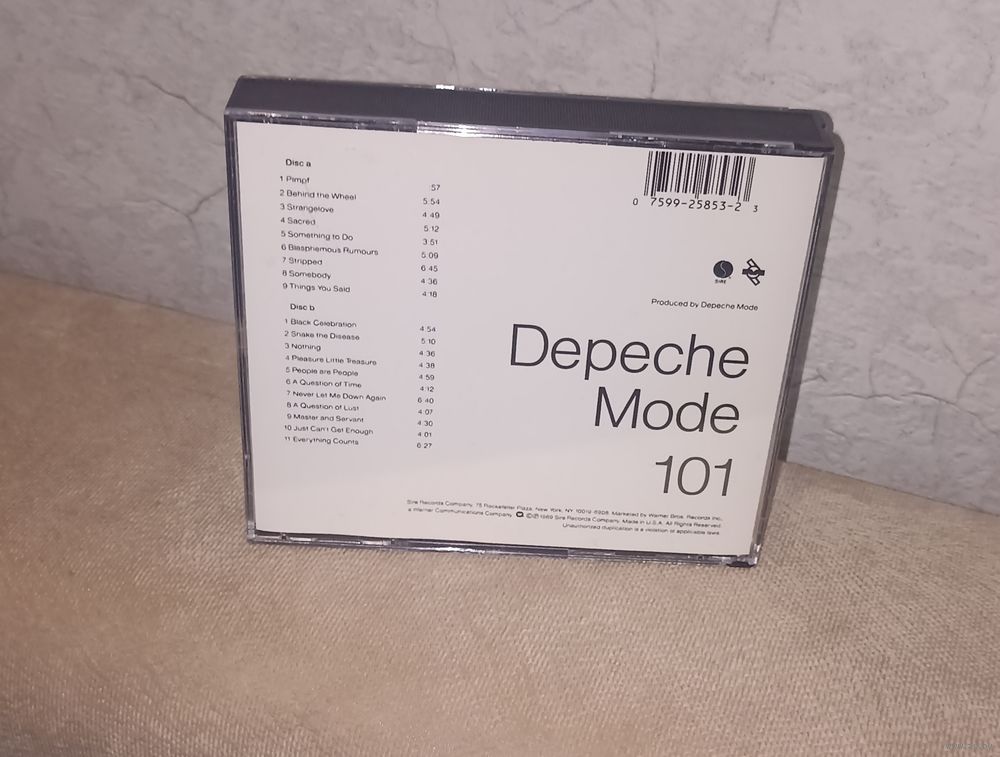 Disc a
1 Pimpf :57
2 Behind the Wheel 5:54
3 Strangelove 4:49
4 Sacred 5:12
5 Something to Do 3:51
6 Blasphemous Rumours 5:09
7 Stripped 6:45
8 Somebody 4:36
9 Things You Said 4:18
Disc b
1 Black Celebration 4:54
2 Shake the Disease 5:10
3 Nothing 4:36
4 Pleasure Little Treasure 4:38
5 People are People 4:59
6 A Question of Time 4:12
7 Never Let Me Down Again 6:40
8 A Question of Lust 4:07
9 Master and Servant 4:30
10 Just Can't Get Enough 4:01
11 Everything Counts 6:27
0 7599-25853-2 3
SIRE
Produced by Depeche Mode
Depeche
Mode
101
Sire Records Company, 75 Rockefeller Plaza, New York, NY 10019-6908. Marketed by Warner Bros. Records Inc.,
a Warner Communications Company. ©℗ 1989 Sire Records Company. Made in U.S.A. All Rights Reserved.
Unauthorized duplication is a violation of applicable laws.